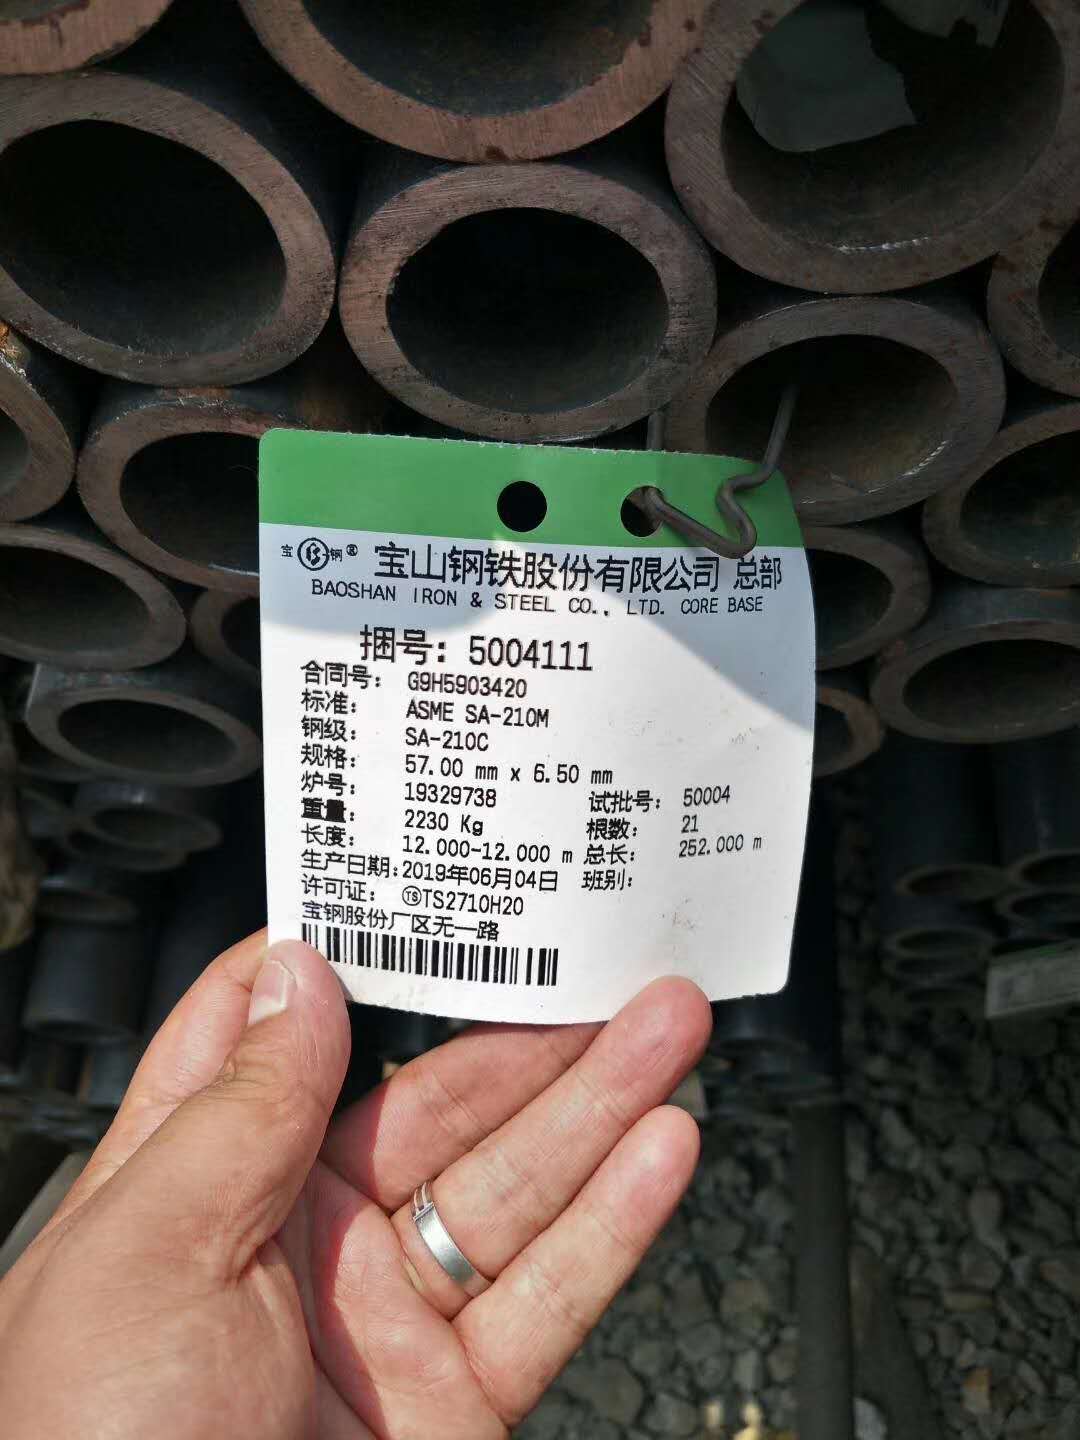 宝 钢 ® 宝山钢铁股份有限公司 总部
BAOSHAN IRON & STEEL CO., LTD. CORE BASE
捆号: 5004111
合同号: G9H5903420
标准: ASME SA-210M
钢级: SA-210C
规格: 57.00 mm x 6.50 mm
炉号: 19329738 试批号: 50004
重量: 2230 Kg 根数: 21
长度: 12.000-12.000 m 总长: 252.000 m
生产日期: 2019年06月04日 班别:
许可证: TS TS2710H20
宝钢股份厂区无一路